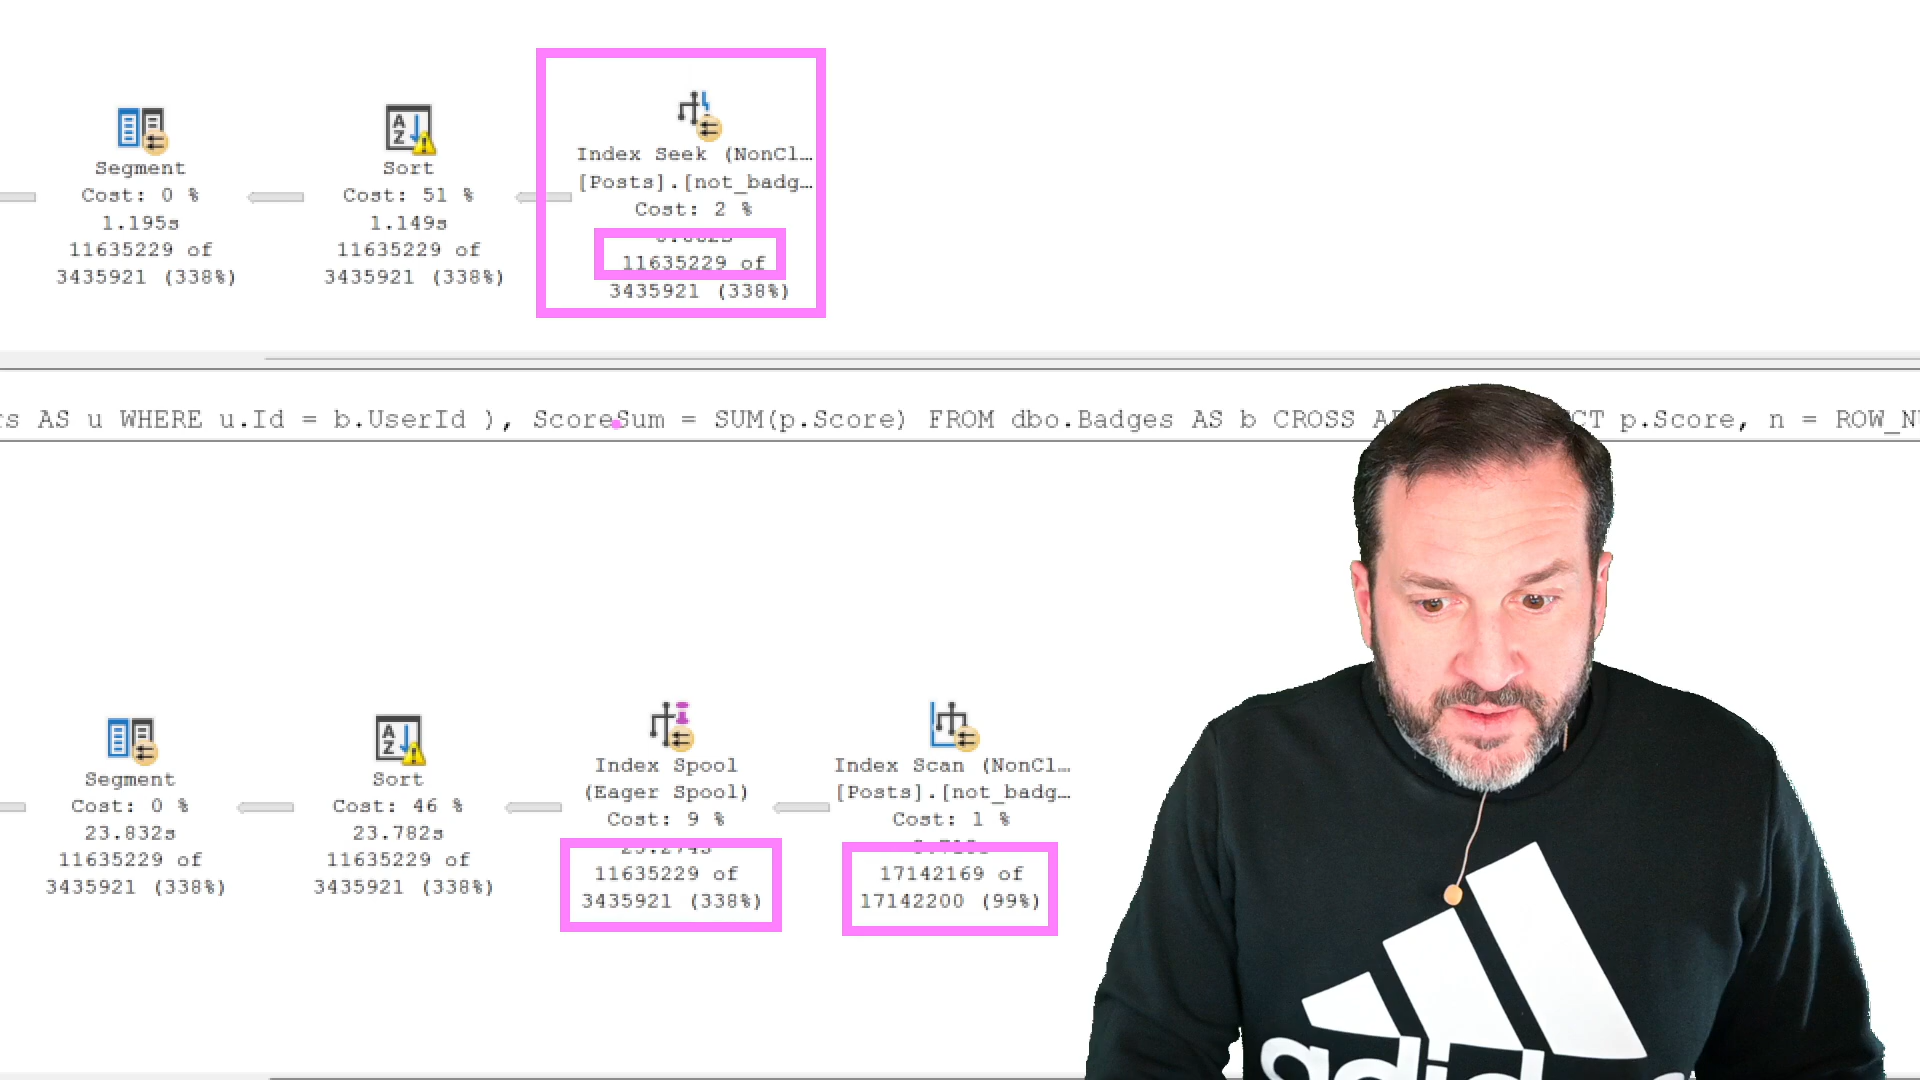 Segment
Cost: 0 %
1.195s
11635229 of
3435921 (338%)
Sort
Cost: 51 %
1.149s
11635229 of
3435921 (338%)
Index Seek (NonCl…
[Posts].[not_badg…
Cost: 2 %
11635229 of
3435921 (338%)
AS u WHERE u.Id = b.UserId ), ScoreSum = SUM(p.Score) FROM dbo.Badges AS b CROSS p.Score, n =
Segment
Cost: 0 %
23.832s
11635229 of
3435921 (338%)
Sort
Cost: 46 %
23.782s
11635229 of
3435921 (338%)
Index Spool
(Eager Spool)
Cost: 9 %
11635229 of
3435921 (338%)
Index Scan (NonCl…
[Posts].[not_badg…
Cost: 1 %
17142169 of
17142200 (99%)
adidas